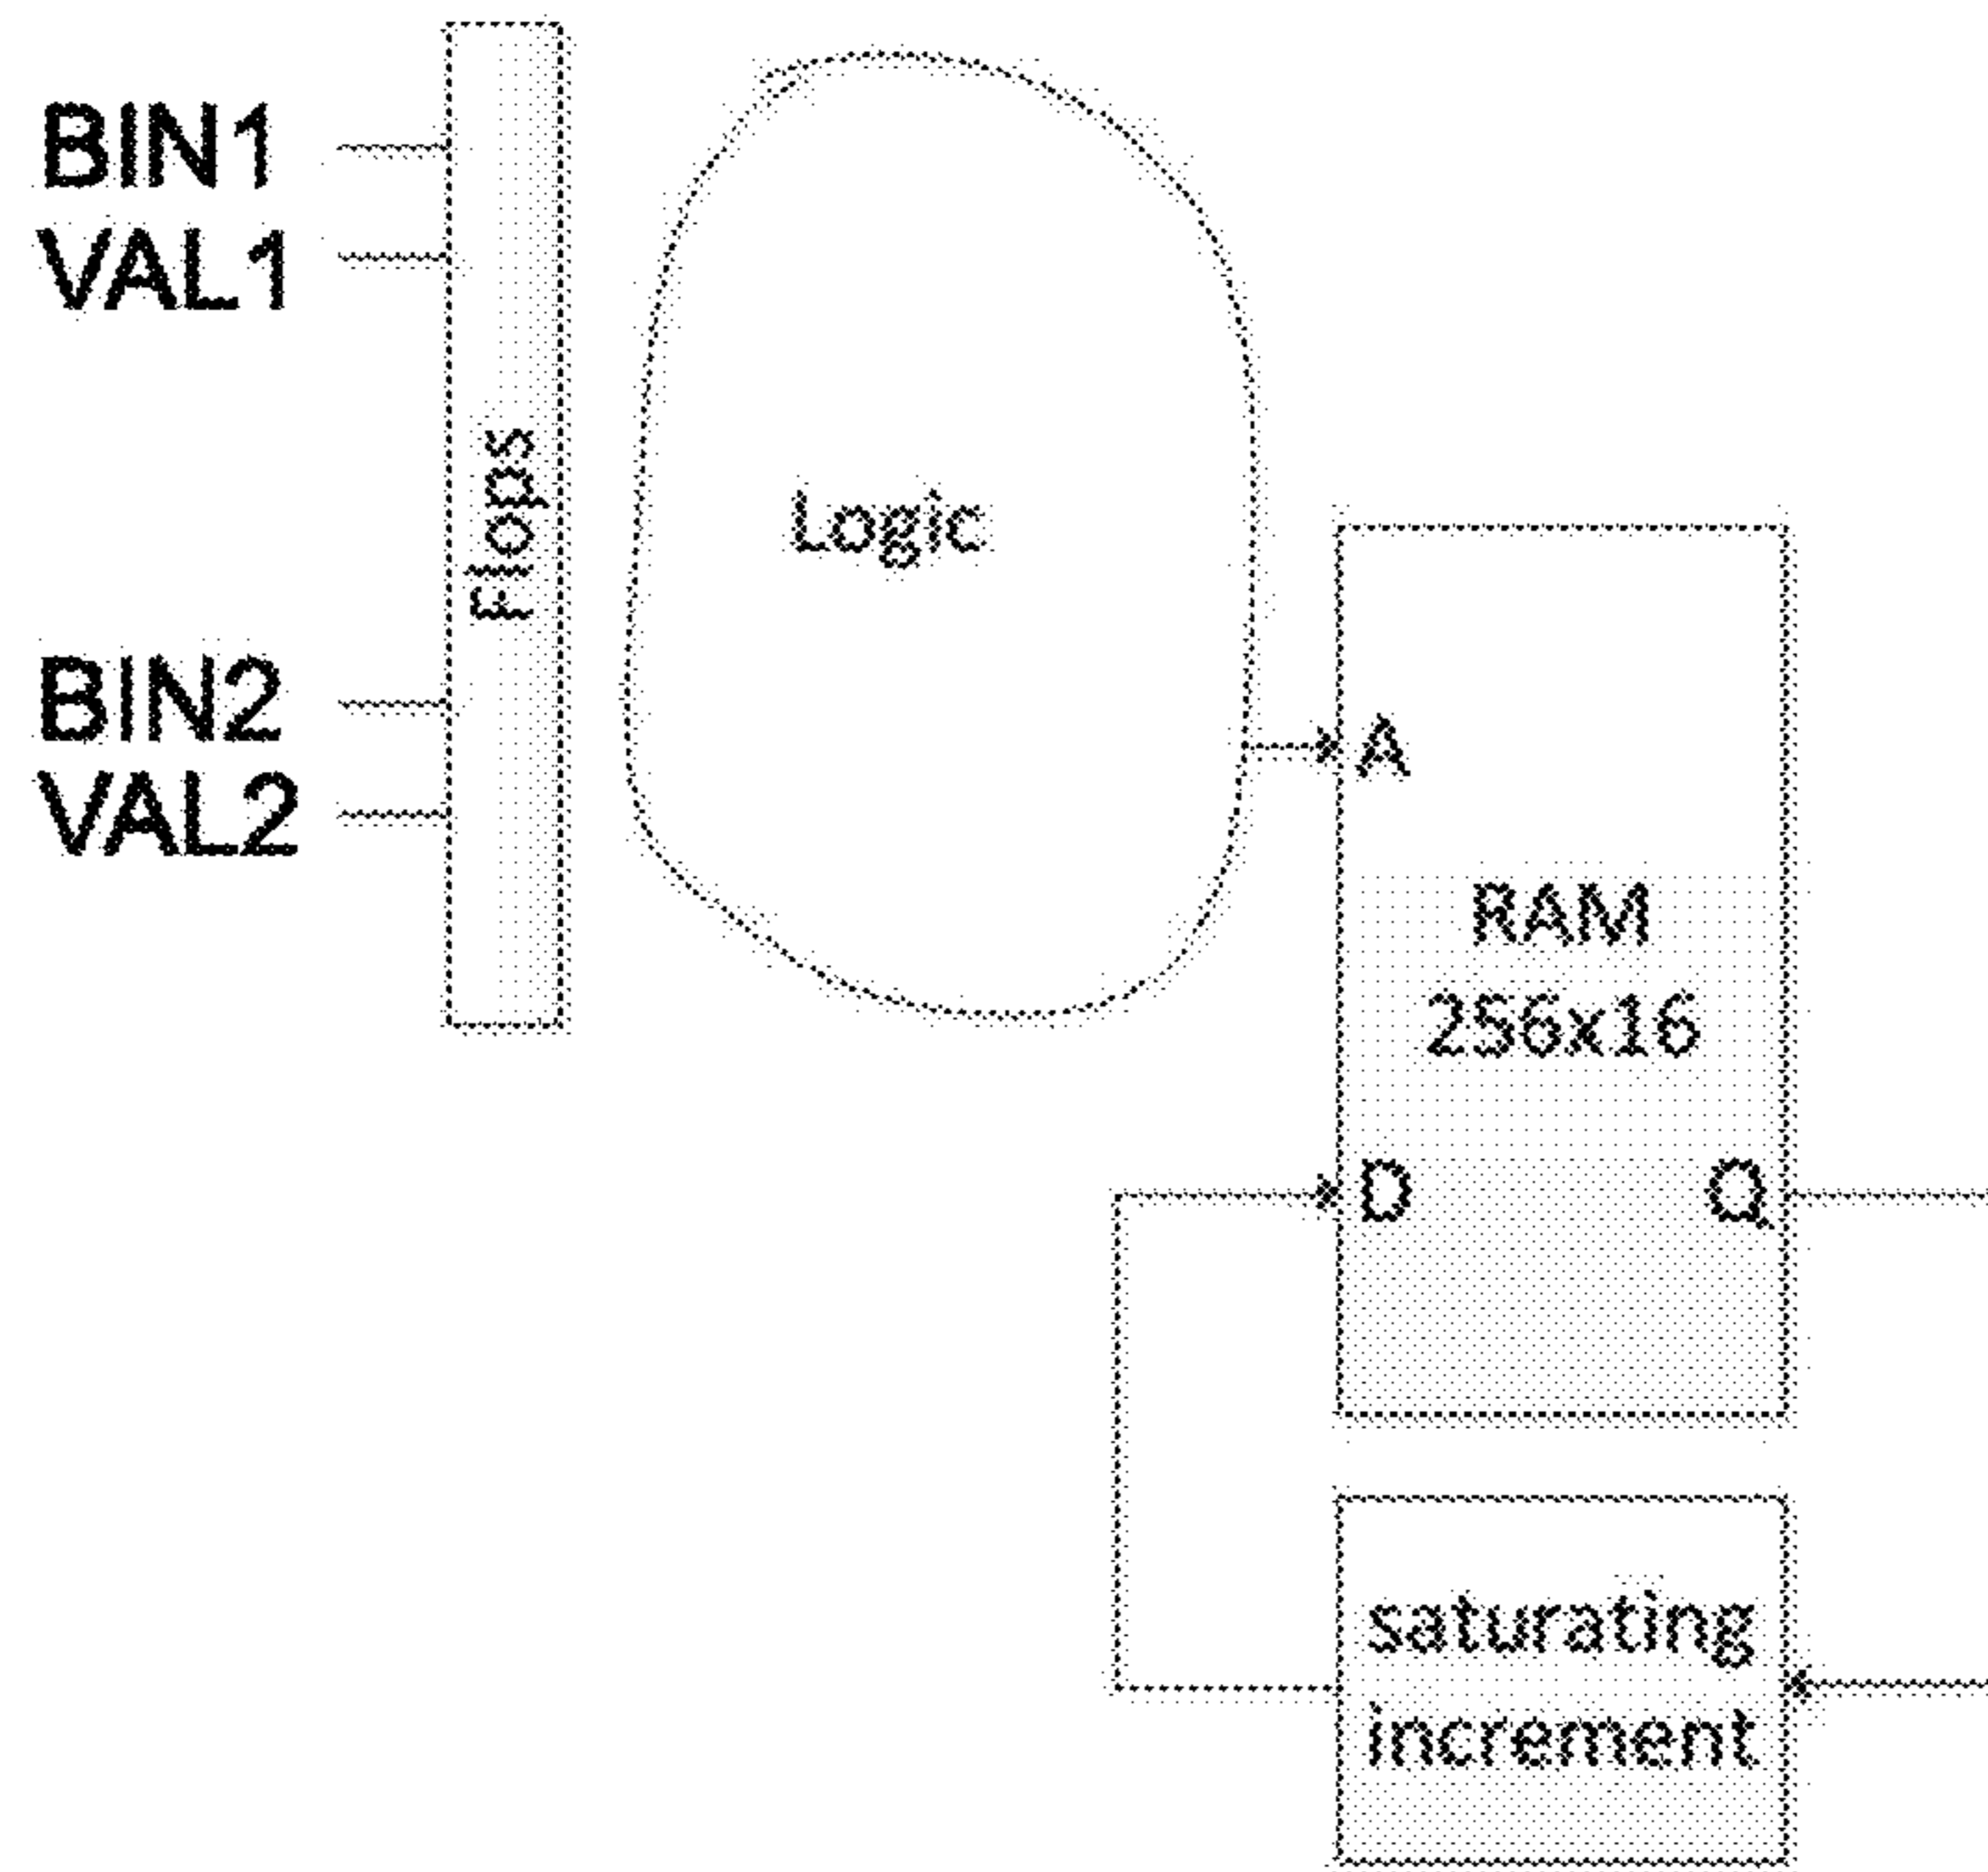 BIN1
VAL1
Flops
BIN2
VAL2
Logic
A
RAM
256x16
D
Q
saturating
increment